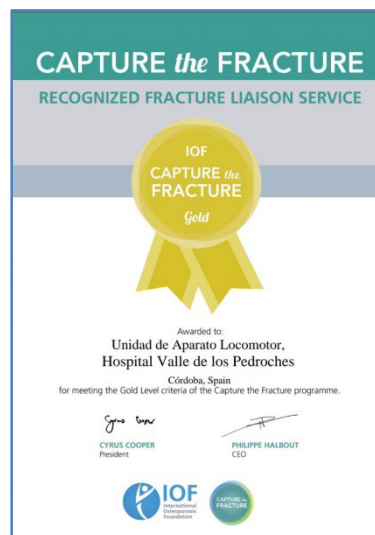 CAPTURE the FRACTURE
RECOGNIZED FRACTURE LIAISON SERVICE
IOF
CAPTURE the
FRACTURE
Gold
Awarded to:
Unidad de Aparato Locomotor,
Hospital Valle de los Pedroches
Córdoba, Spain
for meeting the Gold Level criteria of the Capture the Fracture programme.
CYRUS COOPER
President
PHILIPPE HALBOUT
CEO
IOF
International
Osteoporosis
Foundation
CAPTURE the
FRACTURE